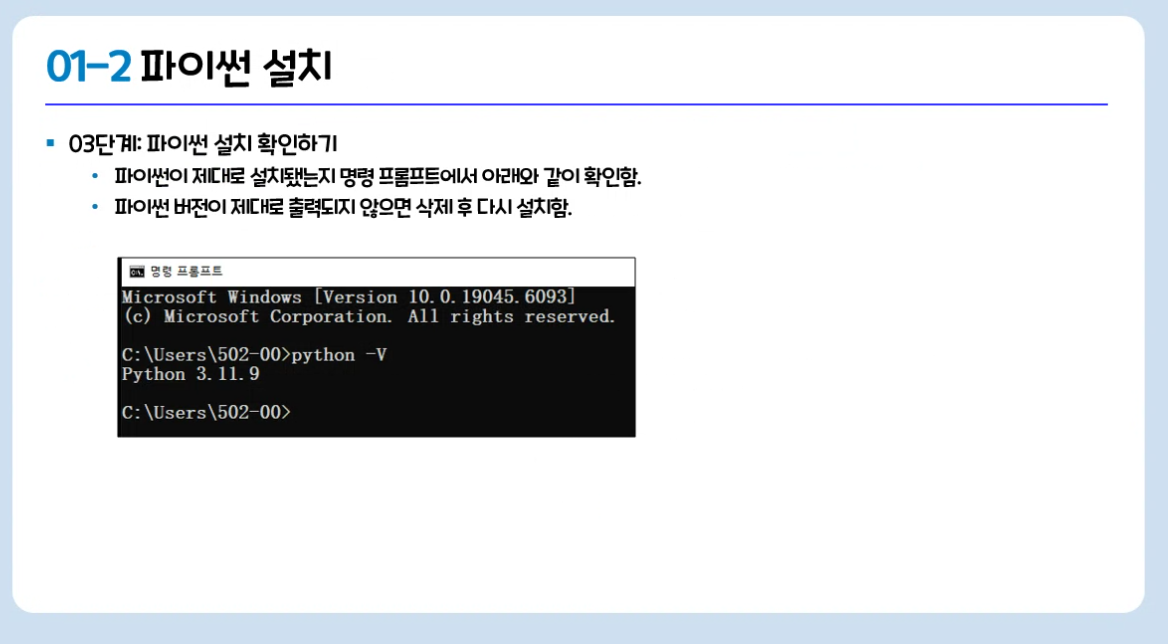 01-2 파이썬 설치
03단계: 파이썬 설치 확인하기
파이썬이 제대로 설치됐는지 명령 프롬프트에서 아래와 같이 확인함.
파이썬 버전이 제대로 출력되지 않으면 삭제 후 다시 설치함.
명령 프롬프트
Microsoft Windows [Version 10.0.19045.6093]
(c) Microsoft Corporation. All rights reserved.
C:\Users\502-00>python -V
Python 3.11.9
C:\Users\502-00>